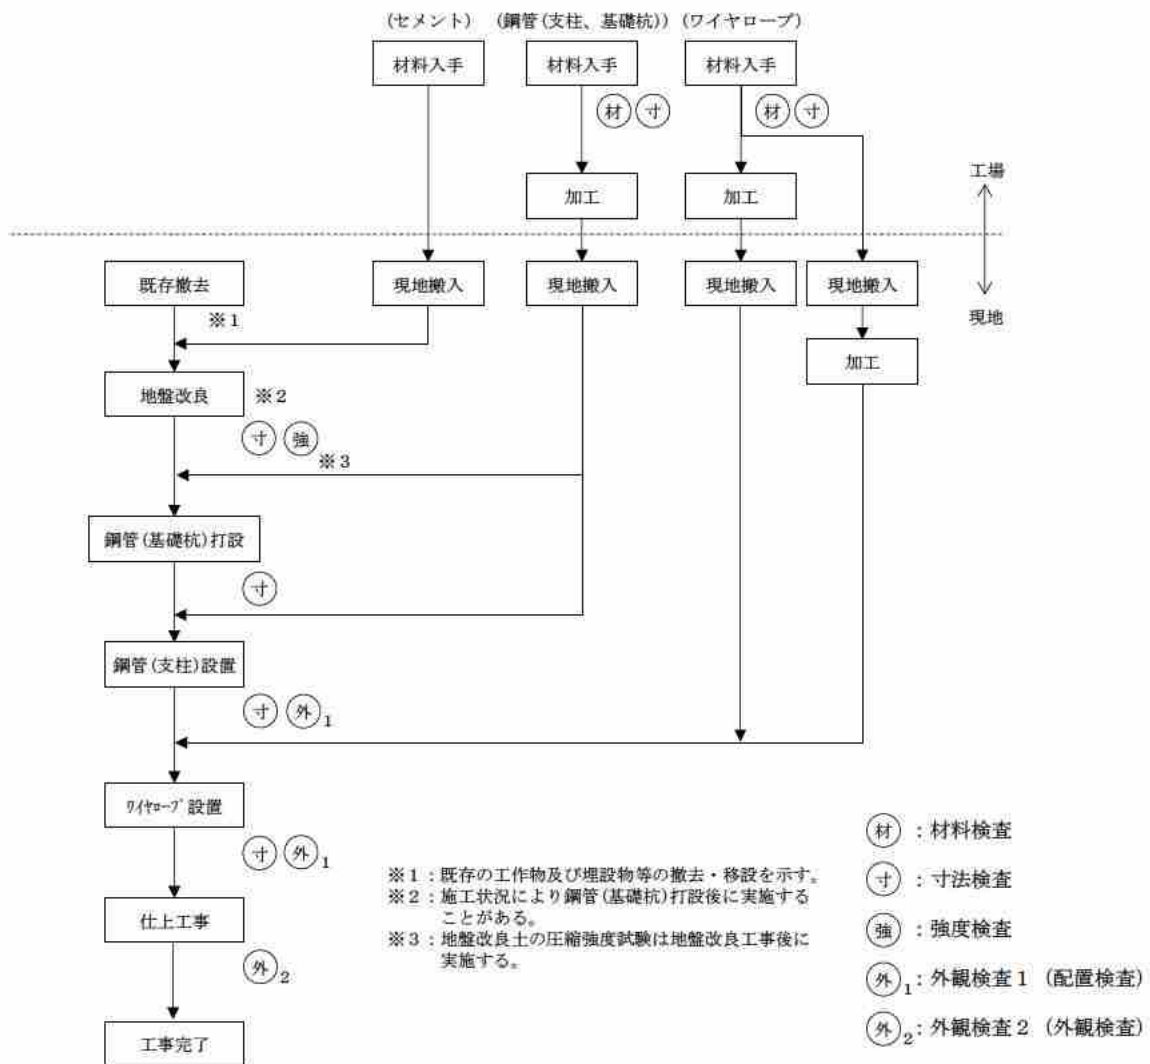 (セメント) (鋼管(支柱、基礎杭)) (ワイヤロープ)
材料入手 材料入手 材料入手
材 寸 材 寸
加工 加工
工場
既存撤去 現地搬入 現地搬入 現地搬入 現地搬入
※1
現地
加工
地盤改良 ※2
寸 強
※3
鋼管(基礎杭)打設
寸
鋼管(支柱)設置
寸 外1
ﾜｲﾔﾛｰﾌﾟ設置
寸 外1
仕上工事
外2
工事完了
※1:既存の工作物及び埋設物等の撤去・移設を示す。
※2:施工状況により鋼管(基礎杭)打設後に実施する
ことがある。
※3:地盤改良土の圧縮強度試験は地盤改良工事後に
実施する。
材:材料検査
寸:寸法検査
強:強度検査
外1:外観検査1 (配置検査)
外2:外観検査2 (外観検査)